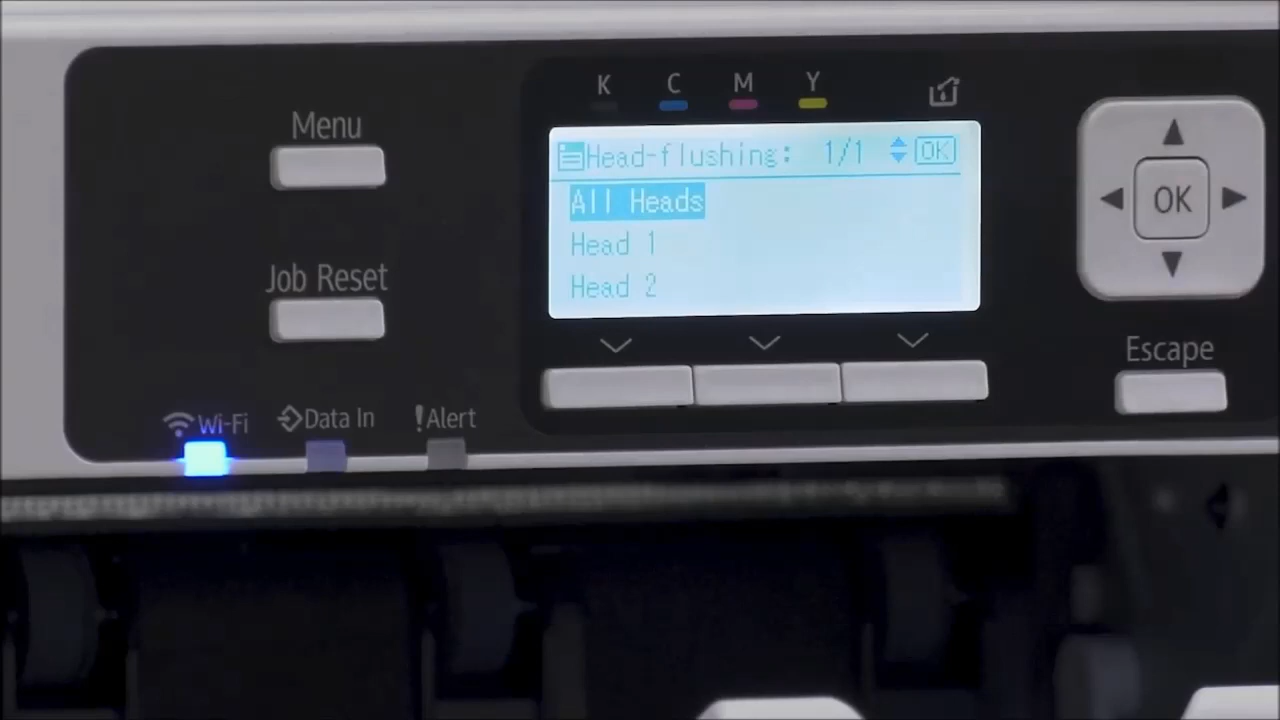 K C M Y
Menu
Head-flushing: 1/1 OK
All Heads
Head 1
Head 2
OK
Job Reset
Escape
Wi-Fi
Data In
!Alert